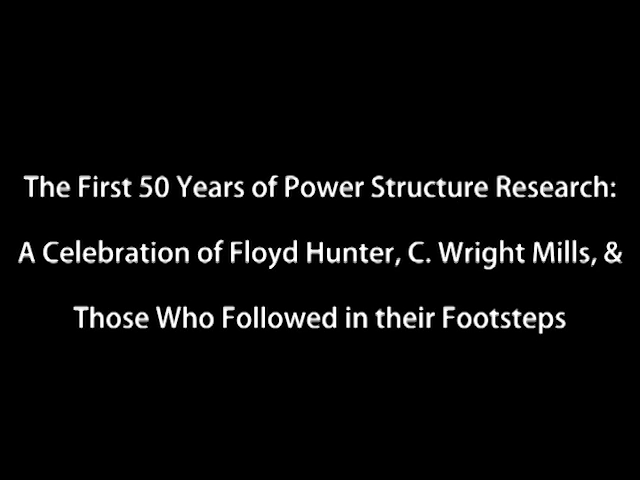 The First 50 Years of Power Structure Research:
A Celebration of Floyd Hunter, C. Wright Mills, &
Those Who Followed in their Footsteps